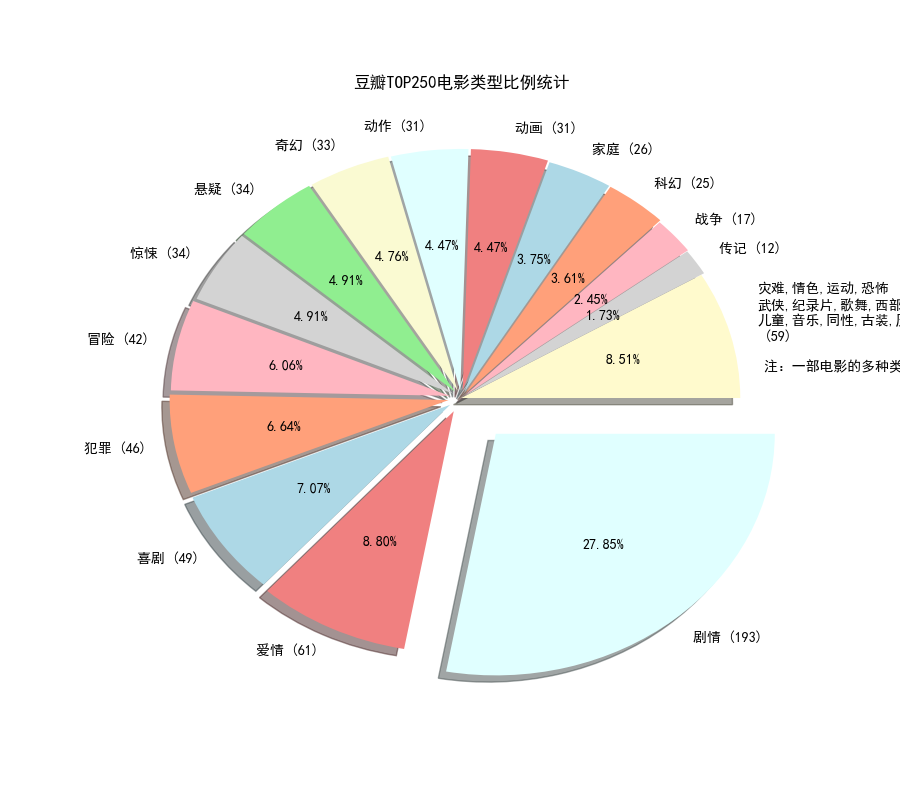 豆瓣TOP250电影类型比例统计
动作 (31)
动画 (31)
奇幻 (33)
家庭 (26)
悬疑 (34)
科幻 (25)
惊悚 (34)
战争 (17)
冒险 (42)
传记 (12)
灾难,情色,运动,恐怖
武侠,纪录片,歌舞,西部
儿童,音乐,同性,古装,
(59)
注: 一部电影的多种类
犯罪 (46)
喜剧 (49)
爱情 (61)
剧情 (193)
4.47%
4.47%
4.76%
3.75%
4.91%
3.61%
4.91%
2.45%
1.73%
6.06%
8.51%
6.64%
7.07%
8.80%
27.85%